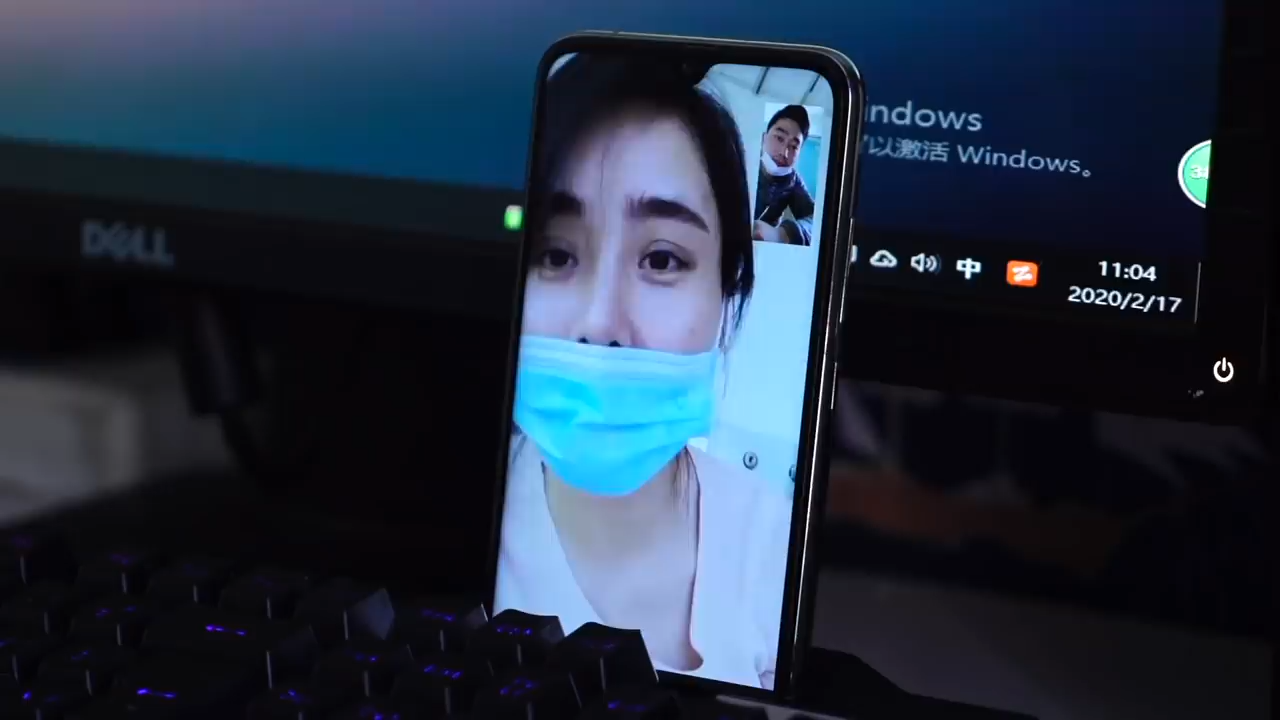 indows
以激活 Windows。
DELL
中
11:04
2020/2/17